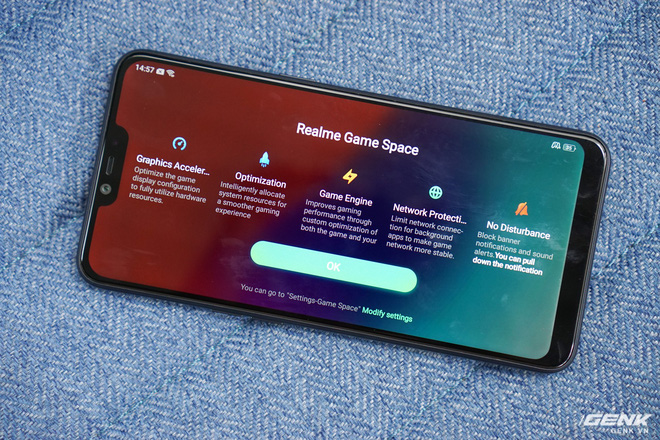 14:57
36
Realme Game Space
Graphics Acceler...
Optimize the game
display configuration
to fully utilize hardware
resources.
Optimization
Intelligently allocate
system resources for
a smoother gaming
experience
Game Engine
Improves gaming
performance through
custom optimization of
both the game and your
Network Protecti...
Limit network connec-
tion for background
apps to make game
network more stable.
No Disturbance
Block banner
notifications and sound
alerts.You can pull
down the notification
OK
You can go to "Settings-Game Space" Modify settings
GENK
GENK.VN